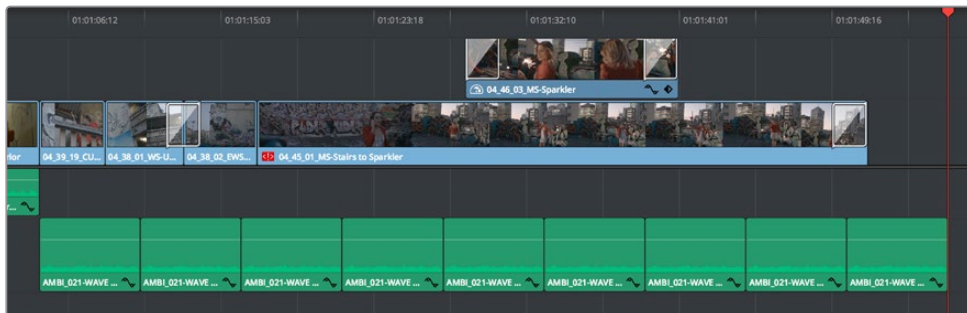 01:01:06:12 01:01:15:03 01:01:23:18 01:01:32:10 01:01:41:01 01:01:49:16
04_46_03_MS-Sparkler
04_39_19_CU... 04_38_01_WS-U... 04_38_02_EWS... 04_45_01_MS-Stairs to Sparkler
AMBI_021-WAVE ... AMBI_021-WAVE ... AMBI_021-WAVE ... AMBI_021-WAVE ... AMBI_021-WAVE ... AMBI_021-WAVE ... AMBI_021-WAVE ... AMBI_021-WAVE ... AMBI_021-WAVE ...